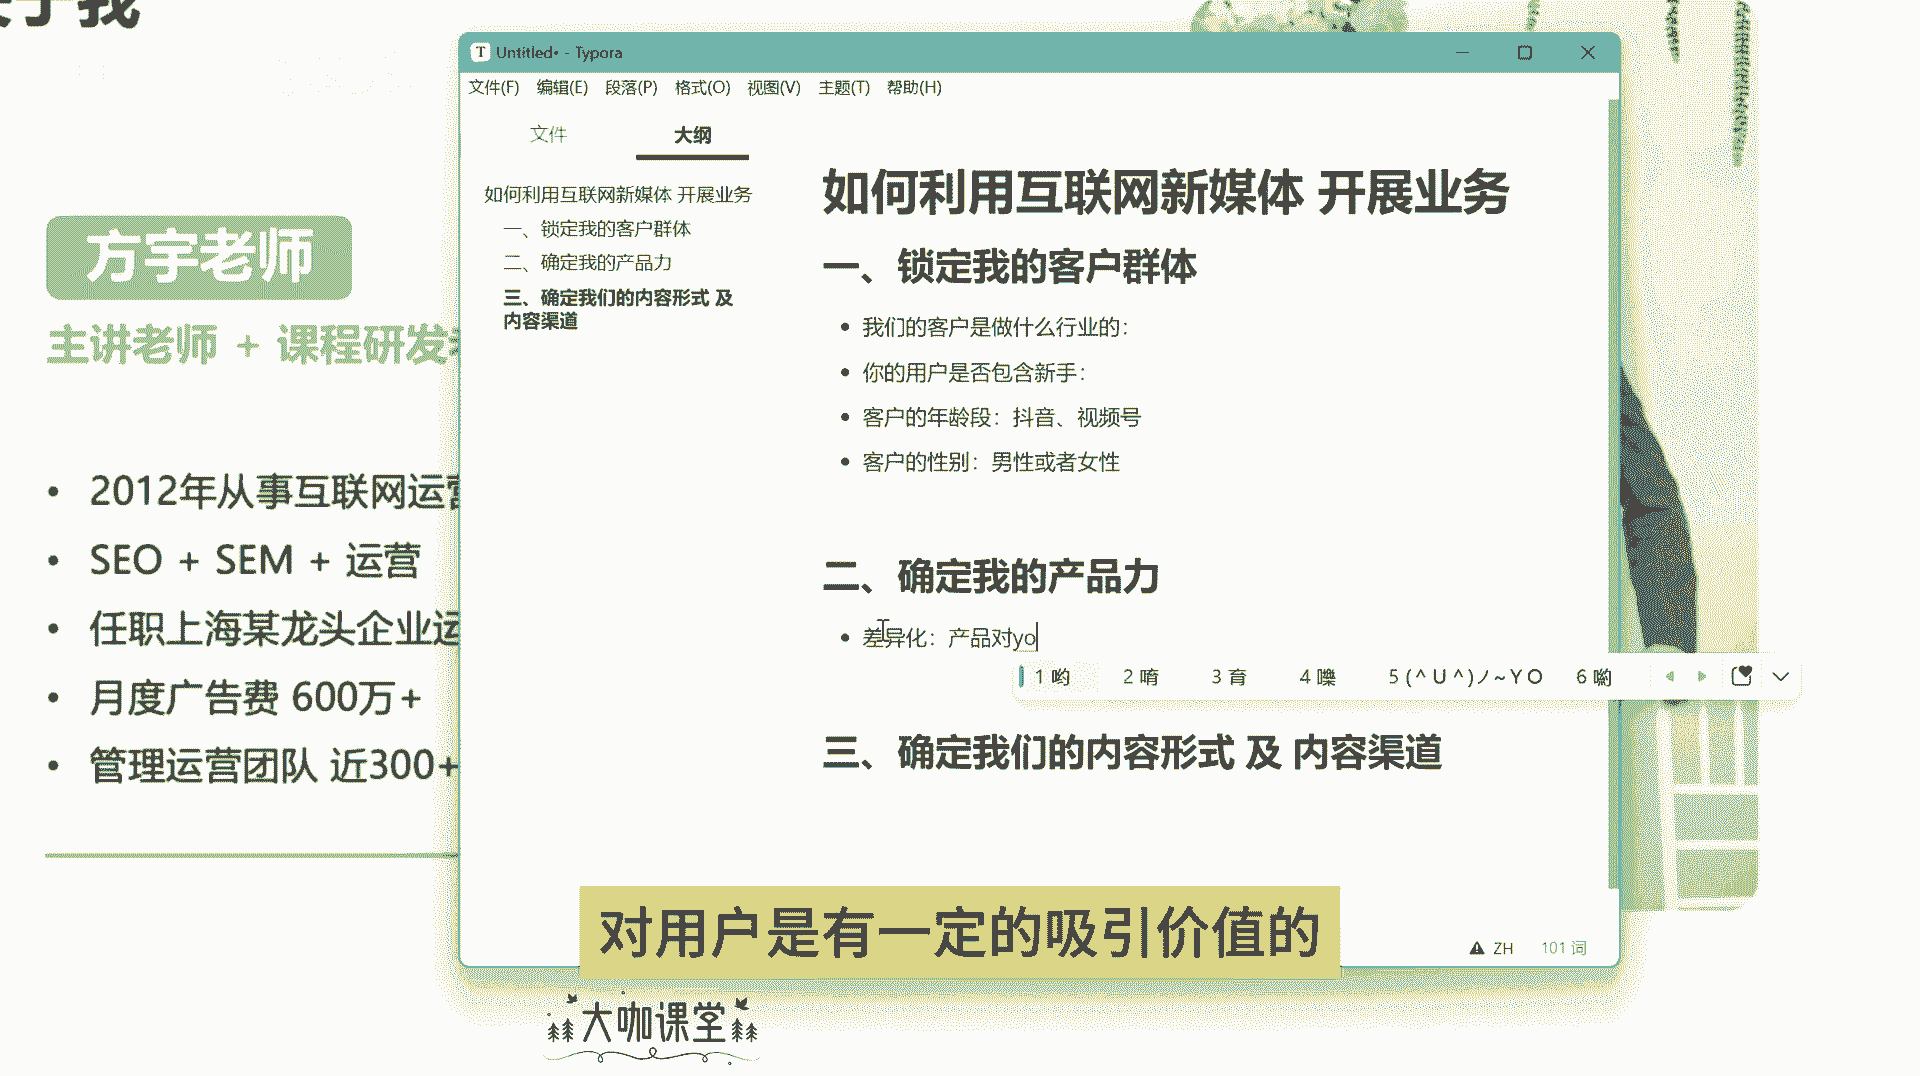 于我
Untitled• - Typora
文件(F) 编辑(E) 段落(P) 格式(O) 视图(V) 主题(T) 帮助(H)
文件 大纲
如何利用互联网新媒体 开展业务
一、锁定我的客户群体
二、确定我的产品力
三、确定我们的内容形式 及
内容渠道
如何利用互联网新媒体 开展业务
一、锁定我的客户群体
• 我们的客户是做什么行业的：
• 你的用户是否包含新手：
• 客户的年龄段：抖音、视频号
• 客户的性别：男性或者女性
二、确定我的产品力
• 差异化：产品对yo
1 哟 2 唷 3 育 4 嚛 5 (^U^)ノ~YO 6 喲
三、确定我们的内容形式 及 内容渠道
ZH 101 词
方宇老师
主讲老师 + 课程研发
• 2012年从事互联网运营
• SEO + SEM + 运营
• 任职上海某龙头企业运
• 月度广告费 600万+
• 管理运营团队 近300+
对用户是有一定的吸引价值的
大咖课堂